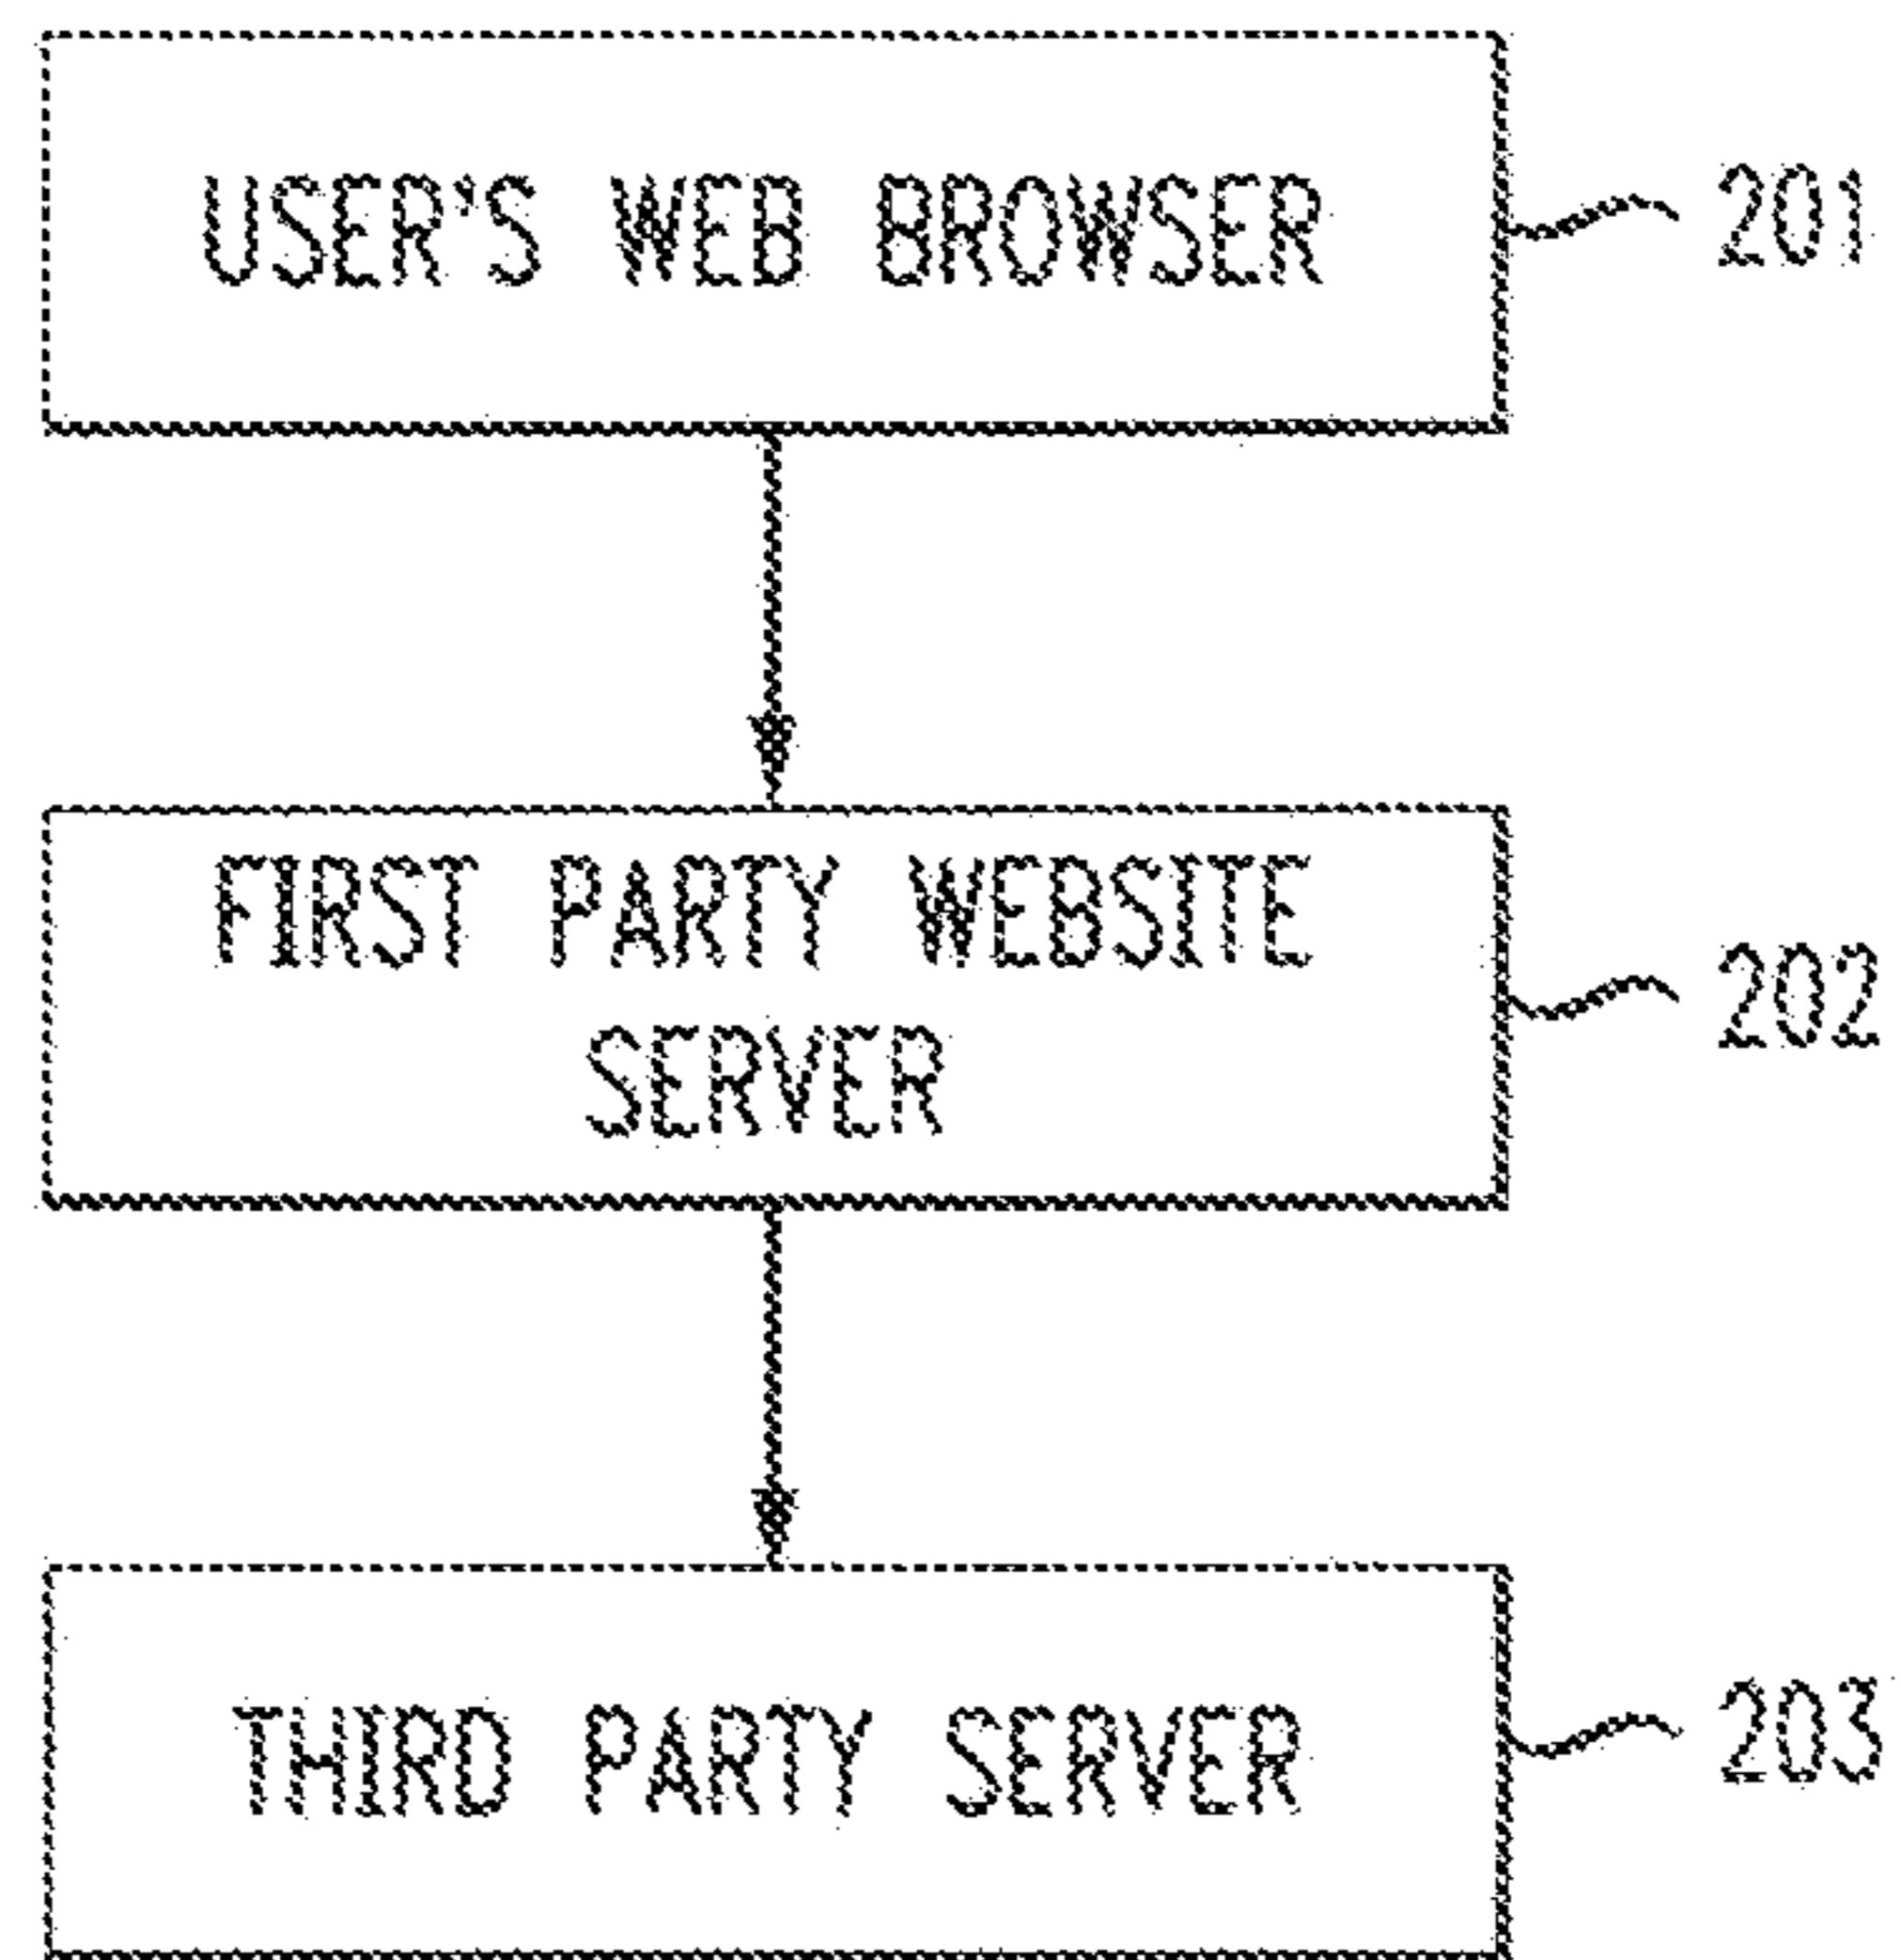 USER'S WEB BROWSER
201
FIRST PARTY WEBSITE
SERVER
202
THIRD PARTY SERVER
203